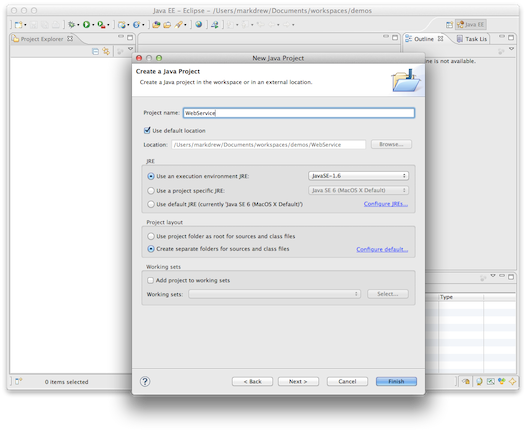 Java EE – Eclipse – /Users/markdrew/Documents/workspaces/demos
Java EE
Project Explorer
Outline
Task Lis
ne is not available.
New Java Project
Create a Java Project
Create a Java project in the workspace or in an external location.
Project name: WebService
Use default location
Location: /Users/markdrew/Documents/workspaces/demos/WebService Browse...
JRE
Use an execution environment JRE: JavaSE-1.6
Use a project specific JRE: Java SE 6 (MacOS X Default)
Use default JRE (currently 'Java SE 6 (MacOS X Default)') Configure JREs...
Project layout
Use project folder as root for sources and class files
Create separate folders for sources and class files Configure default...
Working sets
Add project to working sets
Working sets: Select...
Type
? < Back Next > Cancel Finish
0 items selected